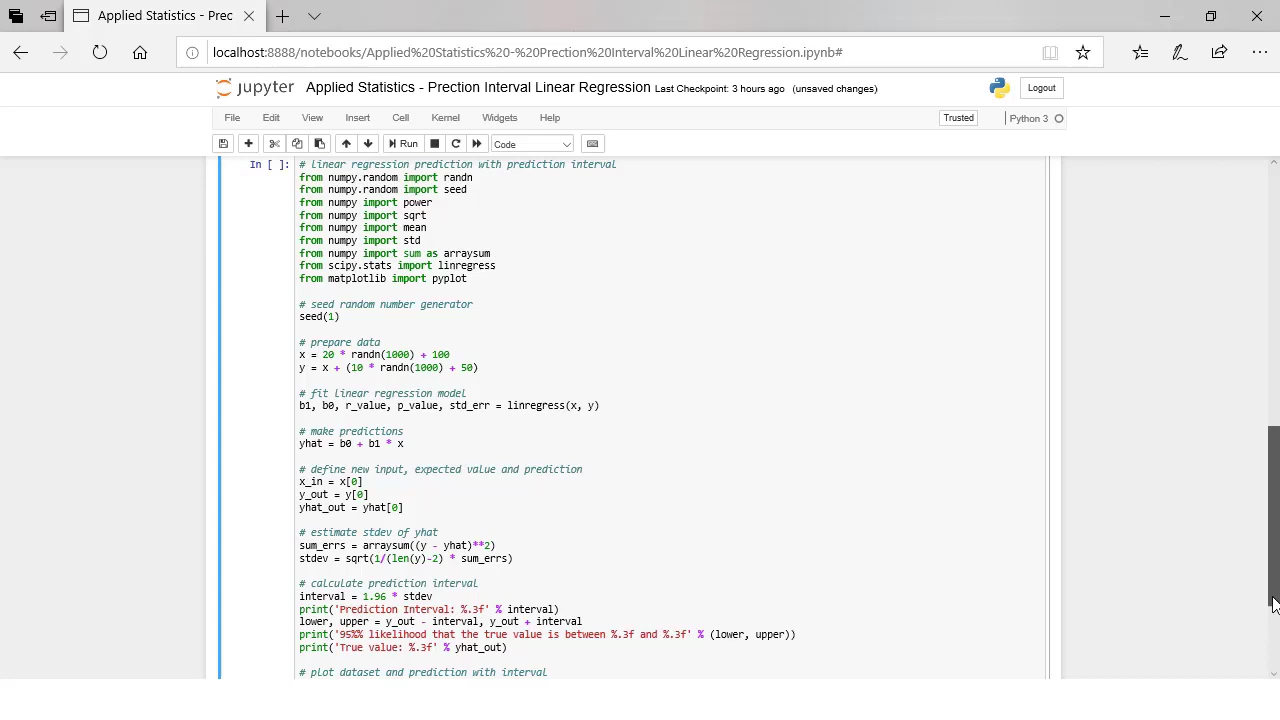 Applied Statistics - Prec
localhost:8888/notebooks/Applied%20Statistics%20-%20Prection%20Interval%20Linear%20Regression.ipynb#
jupyter Applied Statistics - Prection Interval Linear Regression Last Checkpoint: 3 hours ago (unsaved changes) Logout
File Edit View Insert Cell Kernel Widgets Help Trusted Python 3
Run Code
In [ ]: # linear regression prediction with prediction interval
from numpy.random import randn
from numpy.random import seed
from numpy import power
from numpy import sqrt
from numpy import mean
from numpy import std
from numpy import sum as arraysum
from scipy.stats import linregress
from matplotlib import pyplot
# seed random number generator
seed(1)
# prepare data
x = 20 * randn(1000) + 100
y = x + (10 * randn(1000) + 50)
# fit linear regression model
b1, b0, r_value, p_value, std_err = linregress(x, y)
# make predictions
yhat = b0 + b1 * x
# define new input, expected value and prediction
x_in = x[0]
y_out = y[0]
yhat_out = yhat[0]
# estimate stdev of yhat
sum_errs = arraysum((y - yhat)**2)
stdev = sqrt(1/(len(y)-2) * sum_errs)
# calculate prediction interval
interval = 1.96 * stdev
print('Prediction Interval: %.3f' % interval)
lower, upper = y_out - interval, y_out + interval
print('95%% likelihood that the true value is between %.3f and %.3f' % (lower, upper))
print('True value: %.3f' % yhat_out)
# plot dataset and prediction with interval